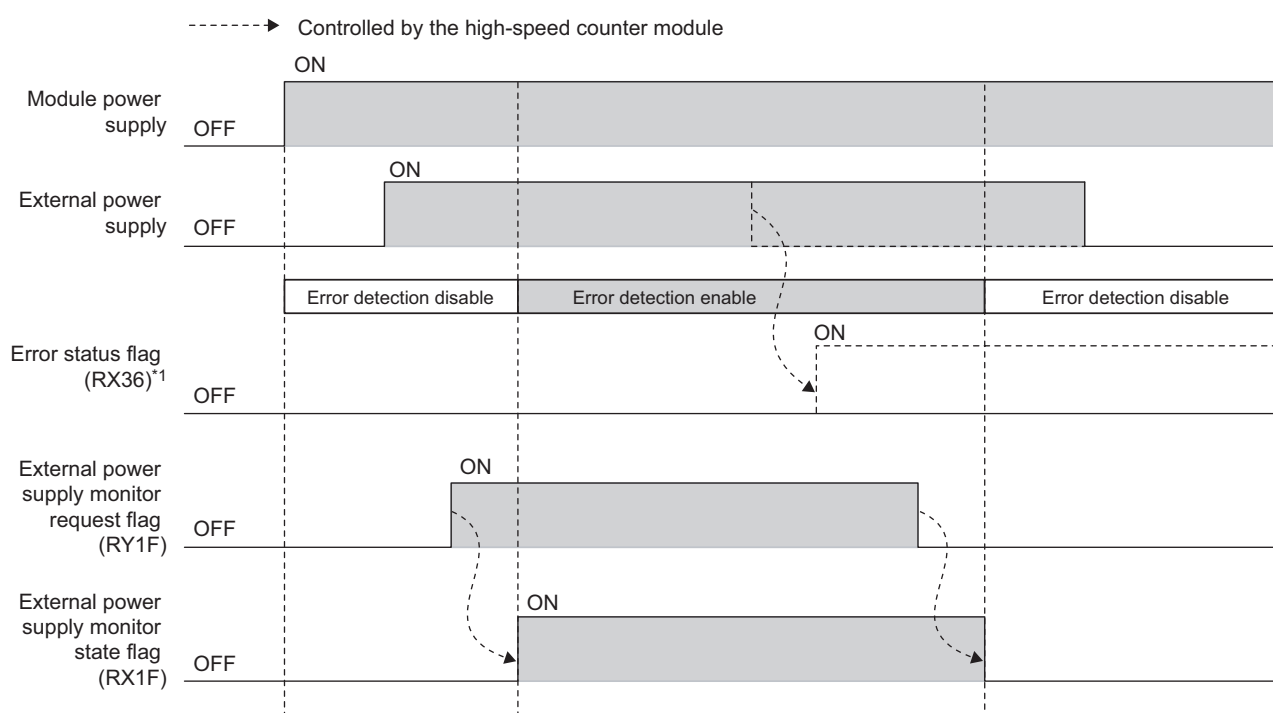 Controlled by the high-speed counter module
ON
Module power
supply
OFF
ON
External power
supply
OFF
Error detection disable
Error detection enable
Error detection disable
ON
Error status flag
(RX36)*1
OFF
External power
supply monitor
request flag
(RY1F)
ON
OFF
External power
supply monitor
state flag
(RX1F)
ON
OFF